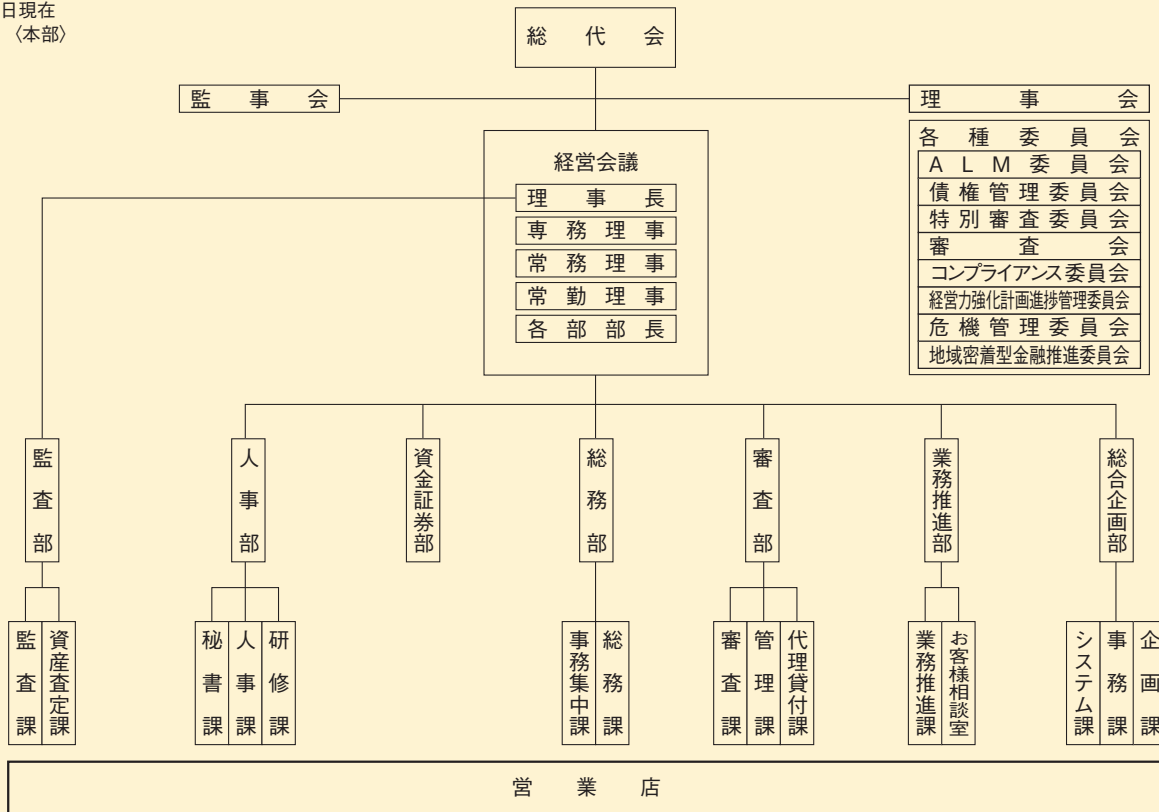 日現在
〈本部〉
総代会
監事会
理事会
各種委員会
ALM委員会
債権管理委員会
特別審査委員会
審査会
コンプライアンス委員会
経営力強化計画進捗管理委員会
危機管理委員会
地域密着型金融推進委員会
経営会議
理事長
専務理事
常務理事
常勤理事
各部部長
監査部
人事部
資金証券部
総務部
審査部
業務推進部
総合企画部
監査課
資産査定課
秘書課
人事課
研修課
事務集中課
総務課
審査課
管理課
代理貸付課
業務推進課
お客様相談室
システム課
事務課
企画課
営業店